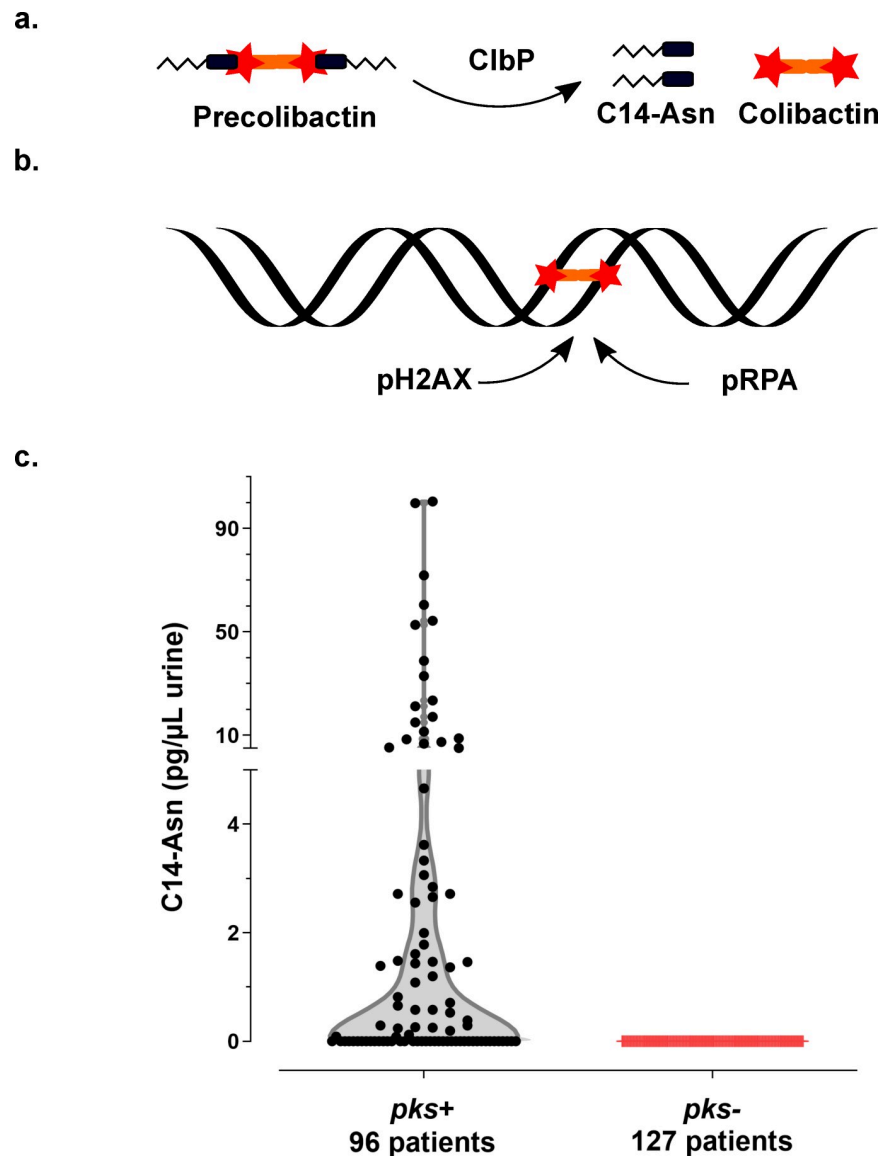 a.
ClbP
Precolibactin
C14-Asn
Colibactin
b.
pH2AX
pRPA
c.
C14-Asn (pg/µL urine)
90
50
10
4
2
0
pks+
96 patients
pks-
127 patients